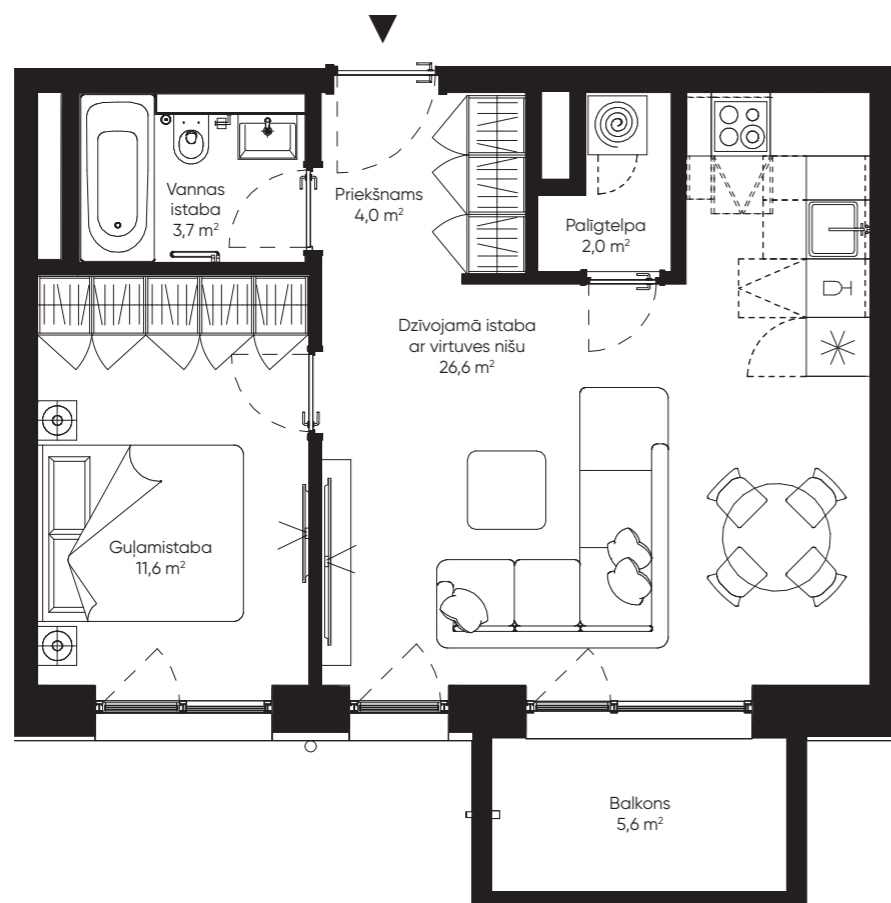 Vannas
istaba
3,7 m²
Priekšnams
4,0 m²
Palīgtelpa
2,0 m²
Dzīvojamā istaba
ar virtuves nišu
26,6 m²
Guļamistaba
11,6 m²
Balkons
5,6 m²